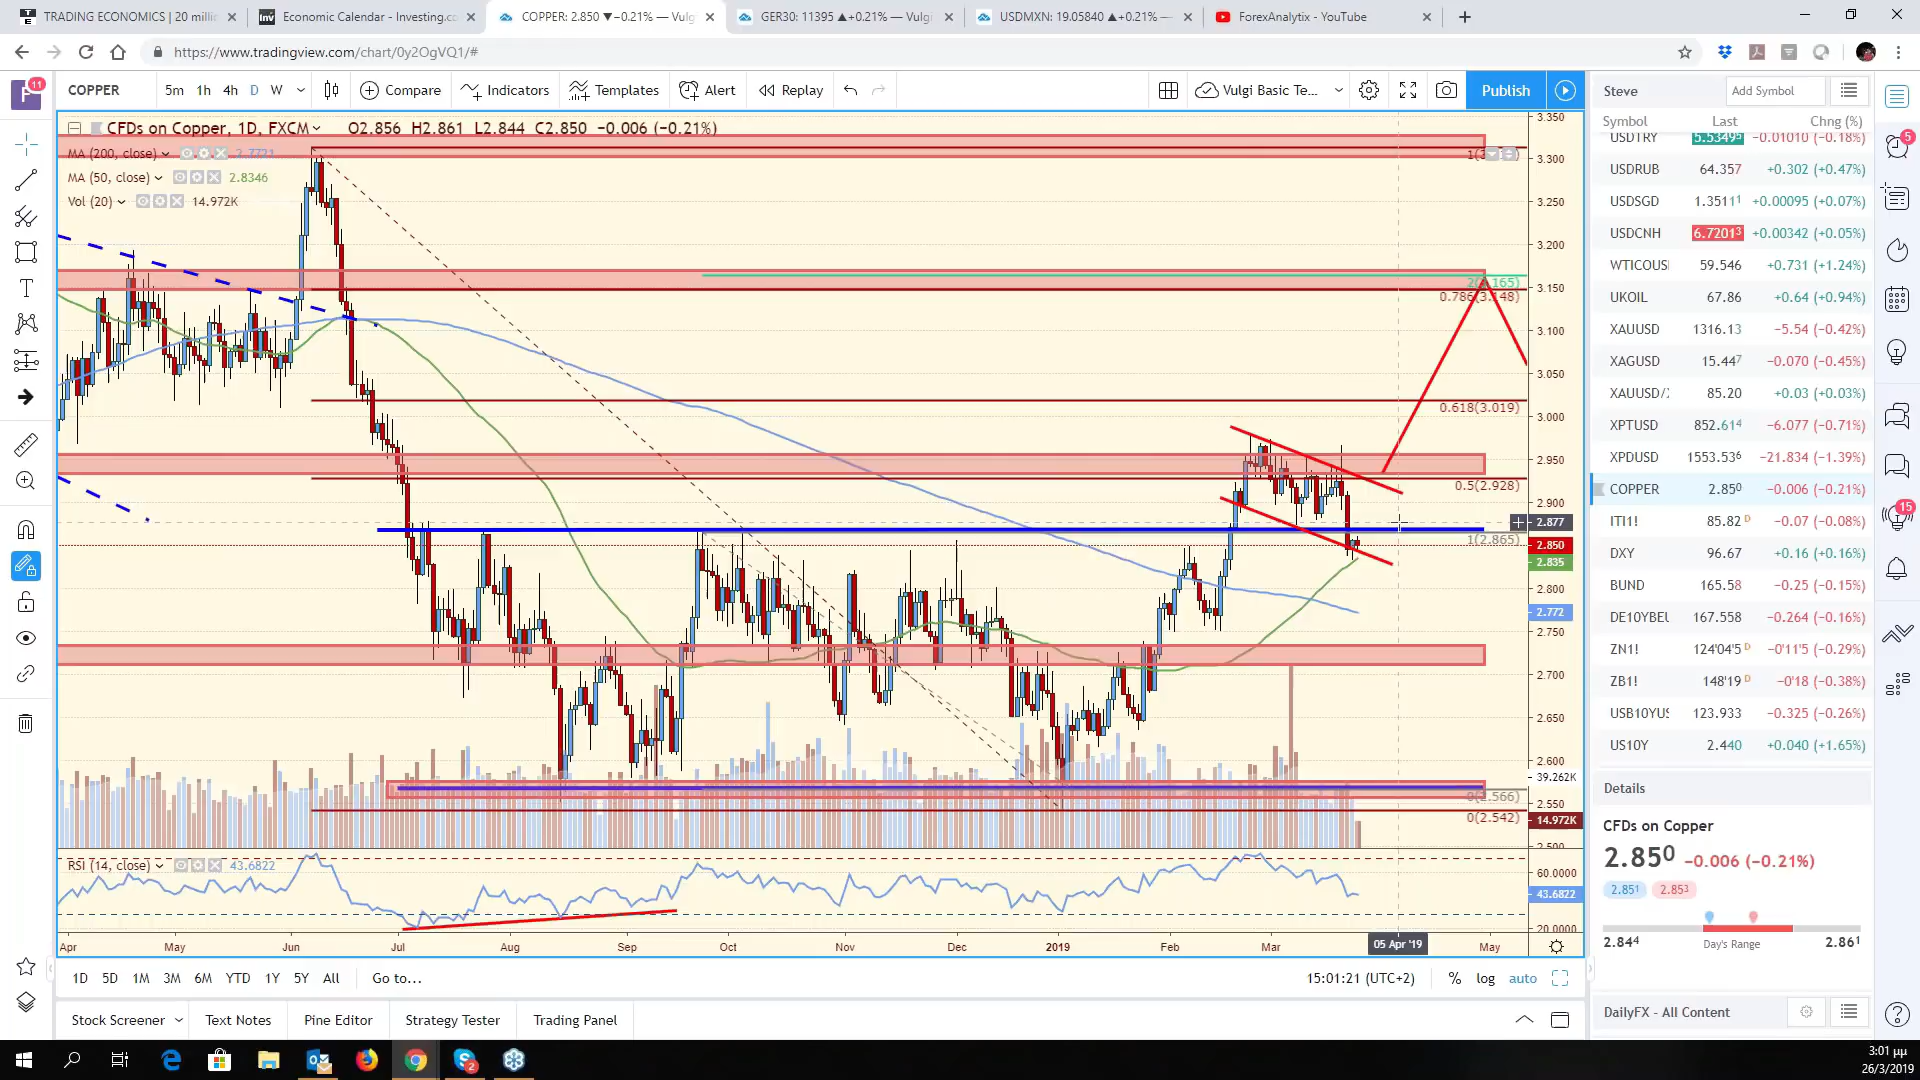 TRADING ECONOMICS | 20 milli
Economic Calendar - Investing.co
COPPER: 2.850 ▼−0.21% — Vulg
GER30: 11395 ▲+0.21% — Vulgi
USDMXN: 19.05840 ▲+0.21% —
ForexAnalytix - YouTube
https://www.tradingview.com/chart/0y2OgVQ1/#
11
COPPER
5m 1h 4h D W
Compare
Indicators
Templates
Alert
Replay
Vulgi Basic Te...
Publish
Steve
Add Symbol
Symbol Last Chng (%)
CFDs on Copper, 1D, FXCM O2.856 H2.861 L2.844 C2.850 −0.006 (−0.21%)
MA (200, close) 2.7721
MA (50, close) 2.8346
Vol (20) 14.972K
2(3.165)
0.786(3.148)
0.618(3.019)
0.5(2.928)
1(2.865)
0(2.566)
0(2.542)
3.350
3.300
3.250
3.200
3.150
3.100
3.050
3.000
2.950
2.900
2.877
2.850
2.835
2.800
2.772
2.750
2.700
2.650
2.600
39.262K
2.550
14.972K
2.500
RSI (14, close) 43.6822
60.0000
43.6822
20.0000
Apr May Jun Jul Aug Sep Oct Nov Dec 2019 Feb Mar 05 Apr '19 May
1D 5D 1M 3M 6M YTD 1Y 5Y All Go to...
15:01:21 (UTC+2) % log auto
Stock Screener Text Notes Pine Editor Strategy Tester Trading Panel
USDTRY 5.5349⁵ −0.01010 (−0.18%)
USDRUB 64.357 +0.302 (+0.47%)
USDSGD 1.3511¹ +0.00095 (+0.07%)
USDCNH 6.7201³ +0.00342 (+0.05%)
WTICOUSI 59.546 +0.731 (+1.24%)
UKOIL 67.86 +0.64 (+0.94%)
XAUUSD 1316.13 −5.54 (−0.42%)
XAGUSD 15.44⁷ −0.070 (−0.45%)
XAUUSD/ 85.20 +0.03 (+0.03%)
XPTUSD 852.61⁴ −6.077 (−0.71%)
XPDUSD 1553.53⁶ −21.834 (−1.39%)
COPPER 2.85⁰ −0.006 (−0.21%)
ITI1! 85.82 D −0.07 (−0.08%)
DXY 96.67 +0.16 (+0.16%)
BUND 165.58 −0.25 (−0.15%)
DE10YBEU 167.558 −0.264 (−0.16%)
ZN1! 124'04'5 D −0'11'5 (−0.29%)
ZB1! 148'19 D −0'18 (−0.38%)
USB10YUS 123.933 −0.325 (−0.26%)
US10Y 2.440 +0.040 (+1.65%)
Details
CFDs on Copper
2.85⁰ −0.006 (−0.21%)
2.85¹ 2.85³
2.84⁴ Day's Range 2.86¹
DailyFX - All Content
5
15
2
3:01 μμ
26/3/2019